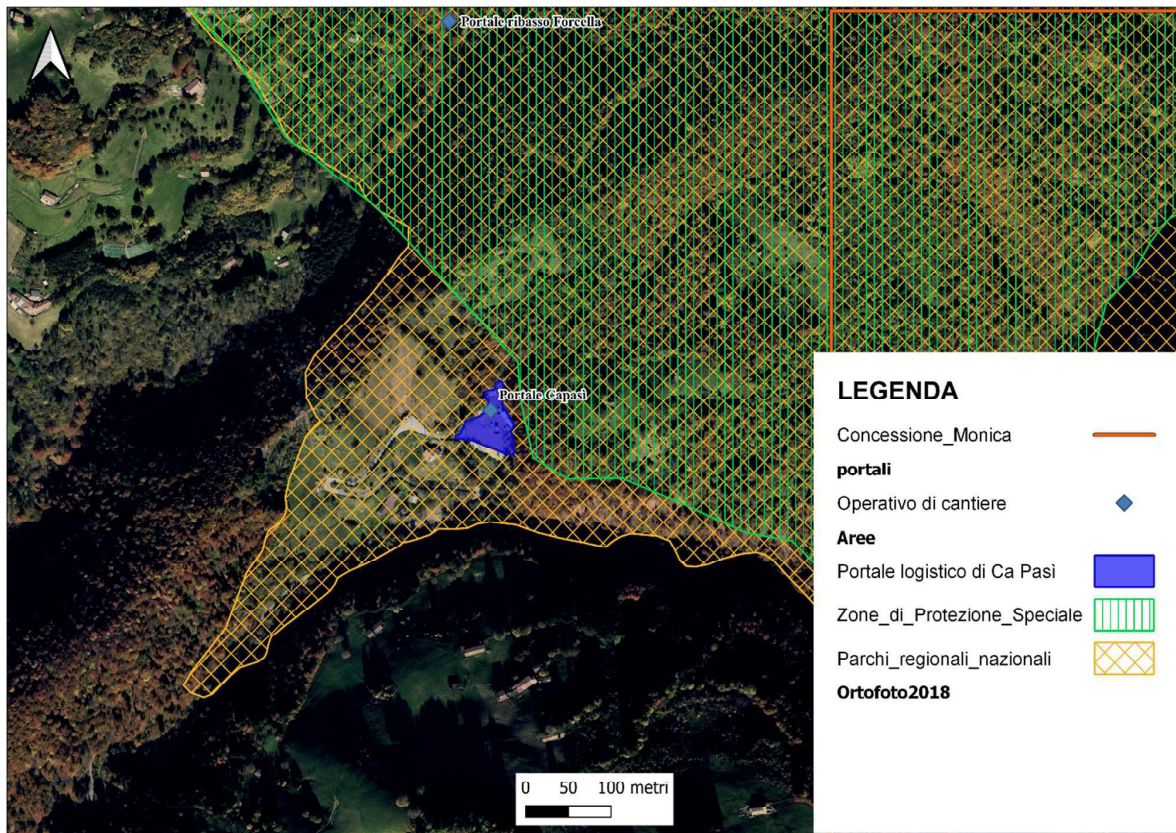 Portale ribasso Forcella
Portale Capasì
LEGENDA
Concessione_Monica
portali
Operativo di cantiere
Aree
Portale logistico di Ca Pasì
Zone_di_Protezione_Speciale
Parchi_regionali_nazionali
Ortofoto2018
0 50 100 metri